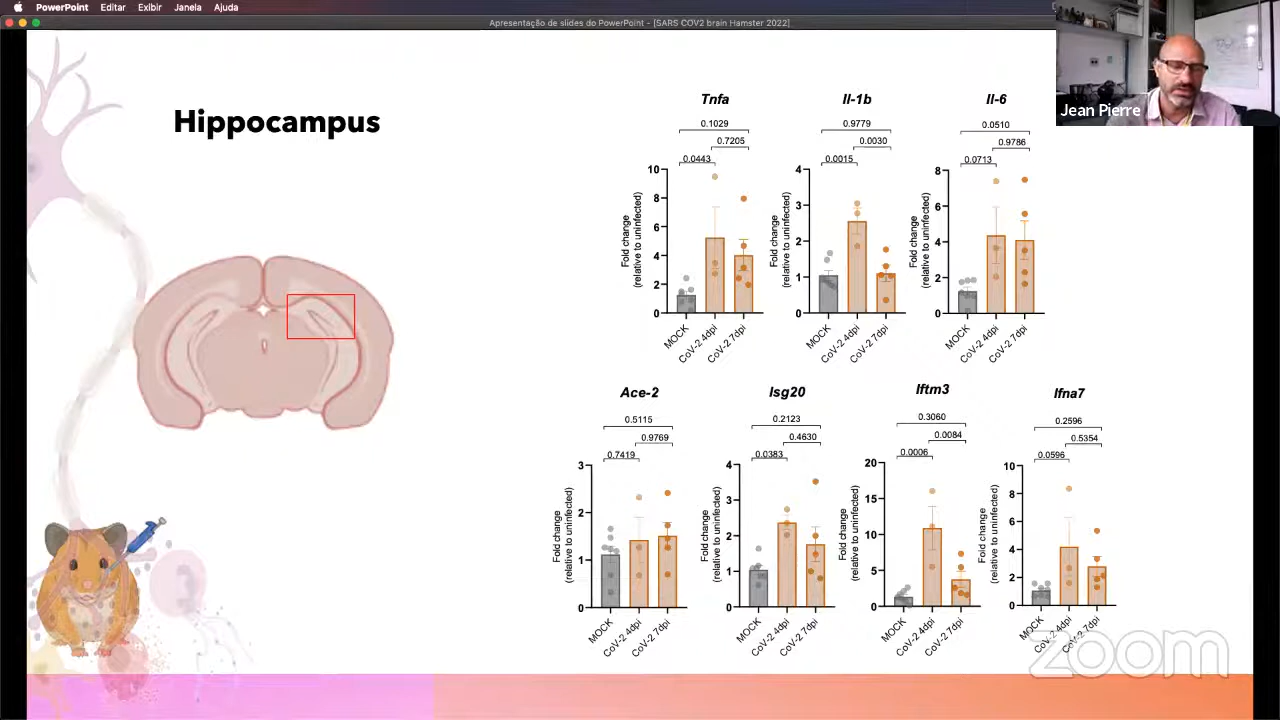 PowerPoint Editar Exibir Janela Ajuda
Apresentação de slides do PowerPoint - [SARS COV2 brain Hamster 2022]
Jean Pierre
Hippocampus
Tnfa
0.1029
0.7205
0.0443
10
8
6
4
2
0
Fold change
(relative to uninfected)
MOCK
CoV-2 4dpi
CoV-2 7dpi
Il-1b
0.9779
0.0030
0.0015
4
3
2
1
0
Fold change
(relative to uninfected)
MOCK
CoV-2 4dpi
CoV-2 7dpi
Il-6
0.0510
0.9786
0.0713
8
6
4
2
0
Fold change
(relative to uninfected)
MOCK
CoV-2 4dpi
CoV-2 7dpi
Ace-2
0.5115
0.9769
0.7419
3
2
1
0
Fold change
(relative to uninfected)
MOCK
CoV-2 4dpi
CoV-2 7dpi
Isg20
0.2123
0.4630
0.0383
4
3
2
1
0
Fold change
(relative to uninfected)
MOCK
CoV-2 4dpi
CoV-2 7dpi
Iftm3
0.3060
0.0084
0.0006
20
15
10
5
0
Fold change
(relative to uninfected)
MOCK
CoV-2 4dpi
CoV-2 7dpi
Ifna7
0.2596
0.5354
0.0596
10
8
6
4
2
0
Fold change
(relative to uninfected)
MOCK
CoV-2 4dpi
CoV-2 7dpi
zoom